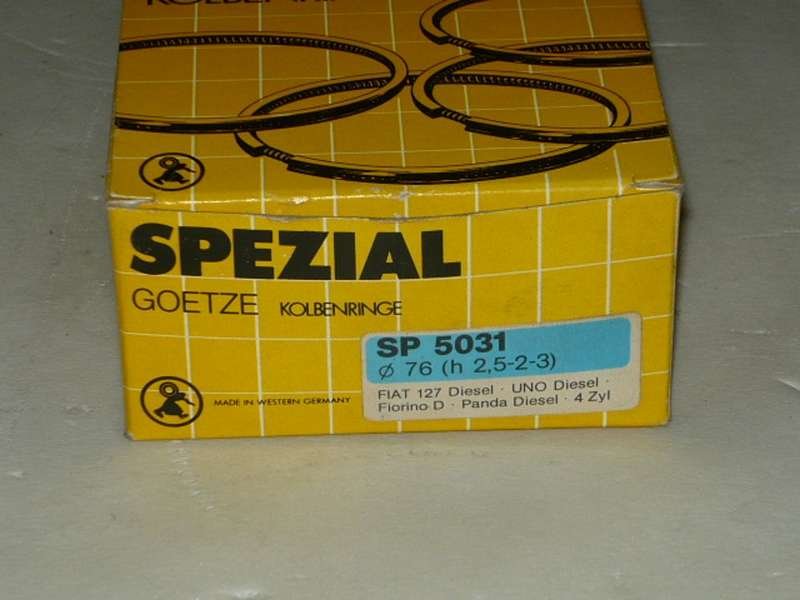 KOLBENRINGE
SPEZIAL
GOETZE KOLBENRINGE
SP 5031
ø 76 (h 2,5-2-3)
FIAT 127 Diesel · UNO Diesel ·
Fiorino D · Panda Diesel · 4 Zyl
MADE IN WESTERN GERMANY